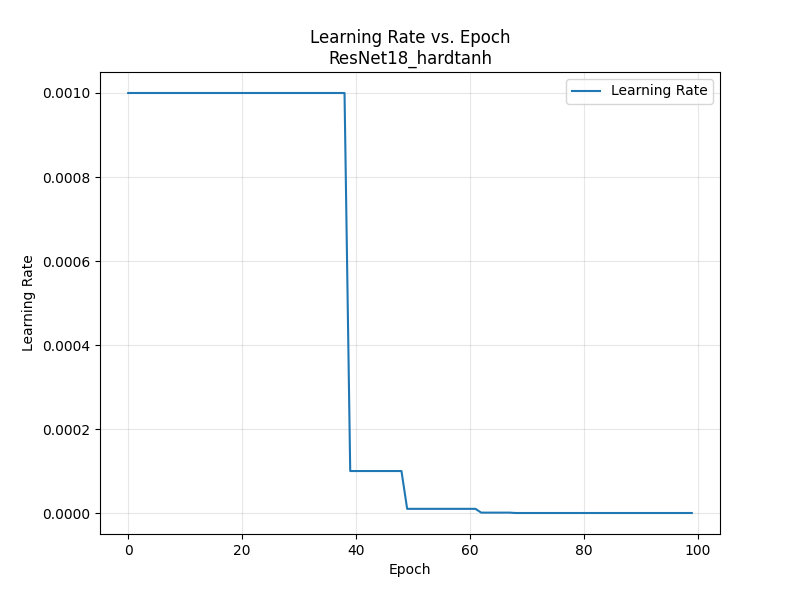 Learning Rate vs. Epoch
ResNet18_hardtanh
Learning Rate
0.0010
0.0008
0.0006
0.0004
0.0002
0.0000
Learning Rate
0
20
40
60
80
100
Epoch